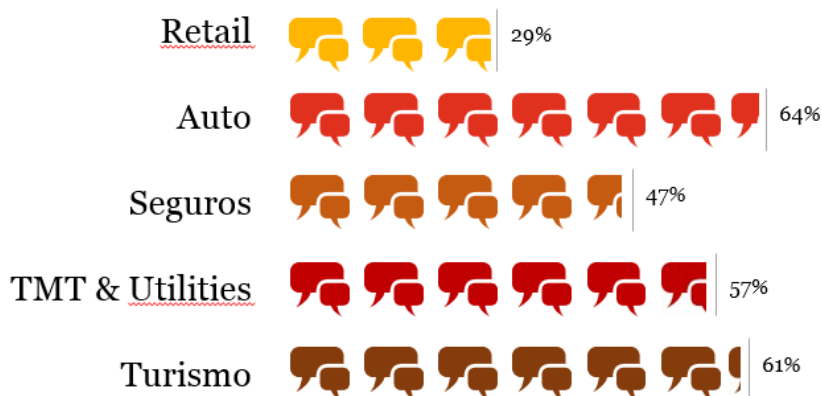 Retail 29%
Auto 64%
Seguros 47%
TMT & Utilities 57%
Turismo 61%